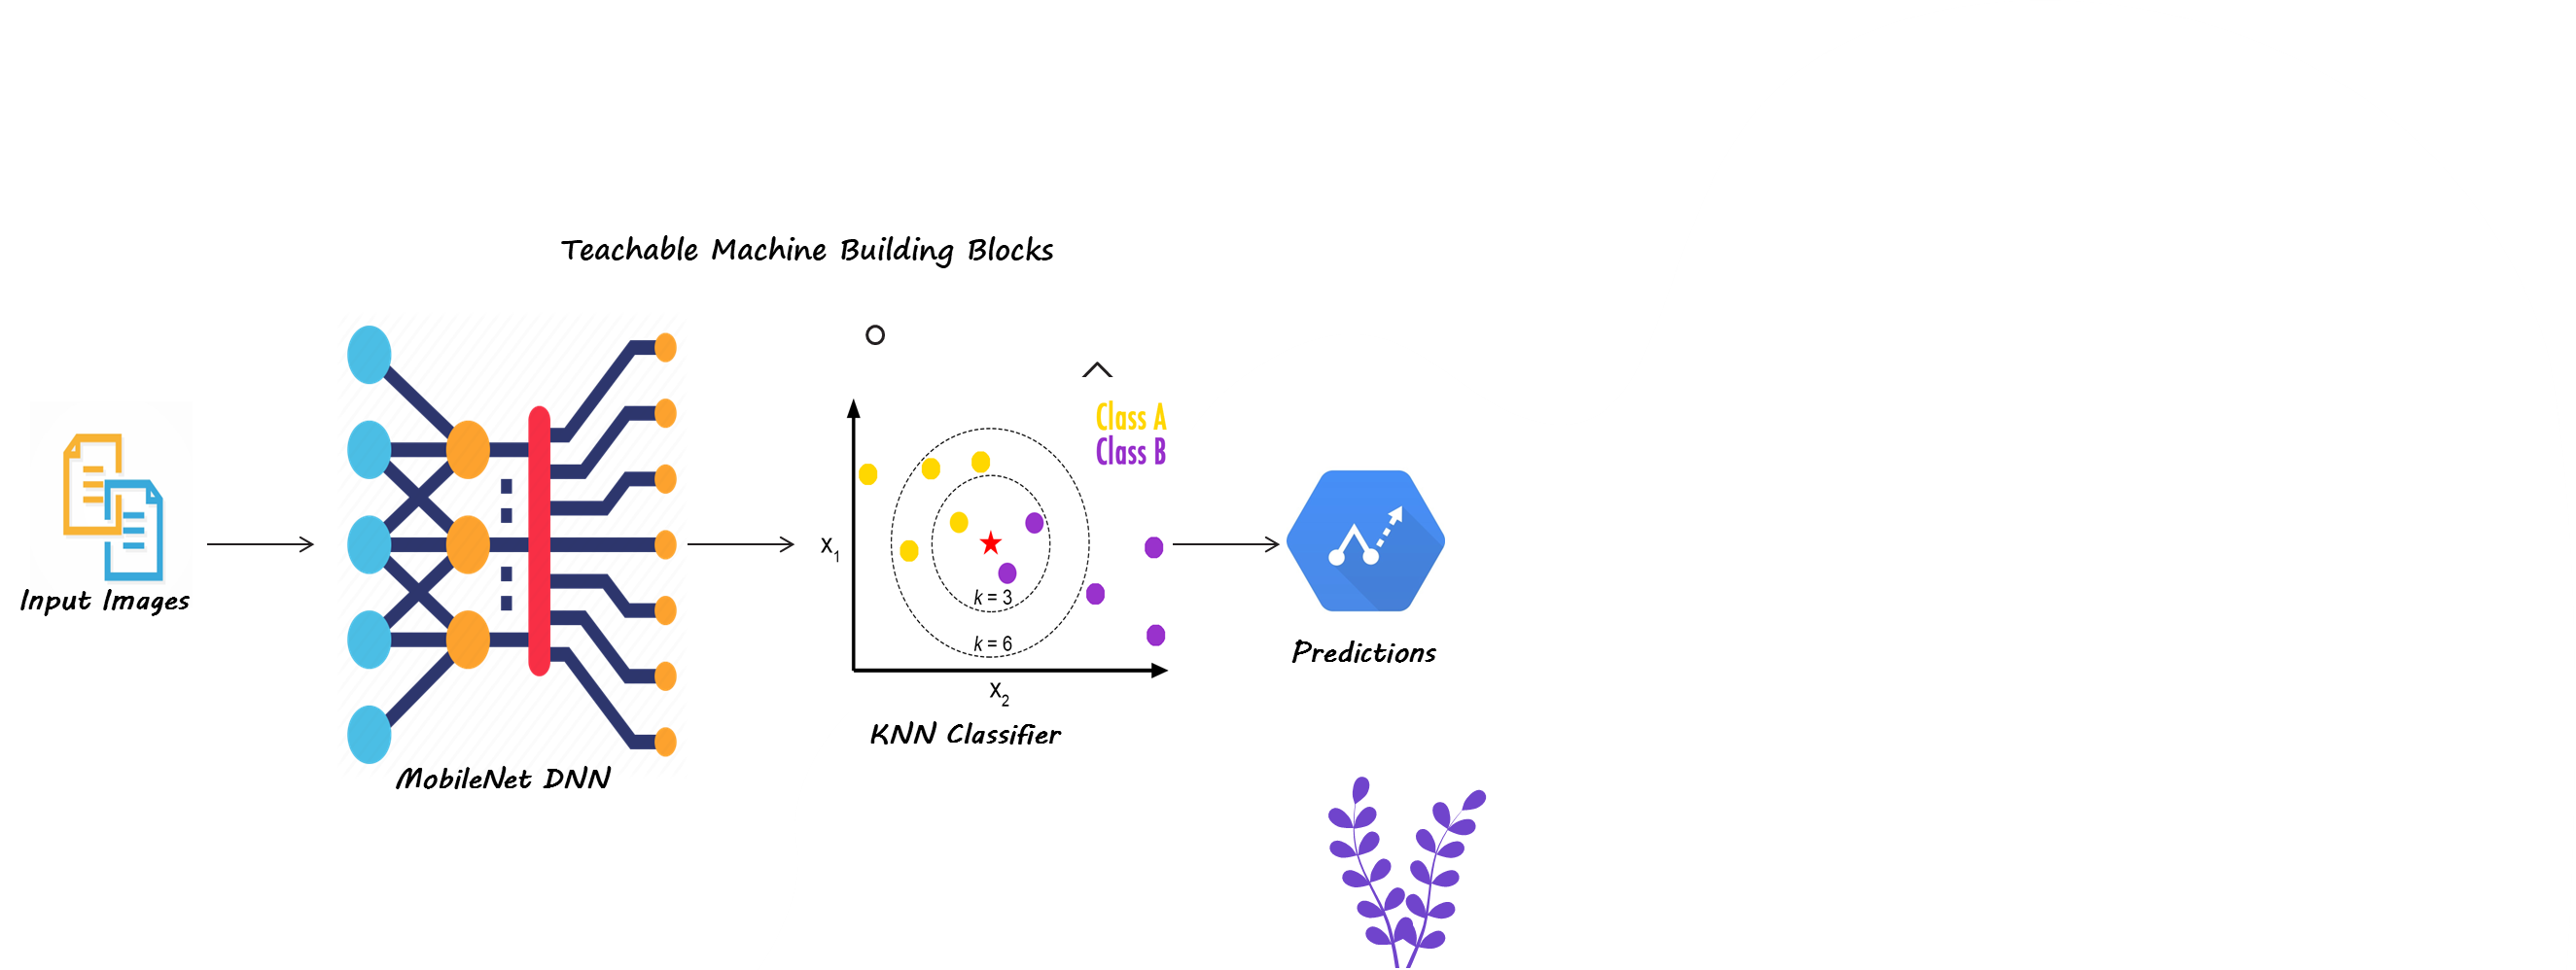 Teachable Machine Building Blocks
Class A
Class B
x₁
k = 3
k = 6
x₂
Input Images
MobileNet DNN
KNN Classifier
Predictions